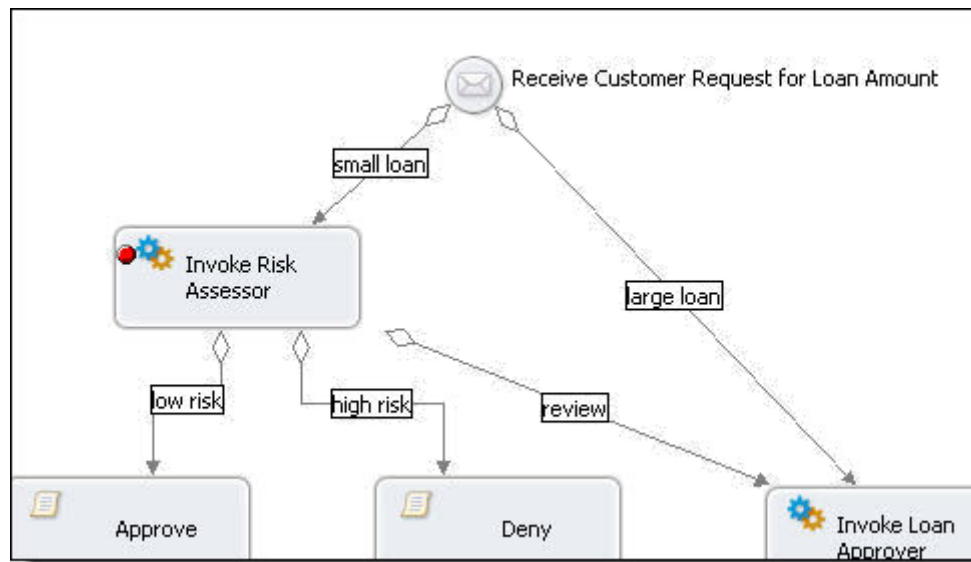 Receive Customer Request for Loan Amount
small loan
Invoke Risk
Assessor
large loan
low risk
high risk
review
Approve
Deny
Invoke Loan
Approver